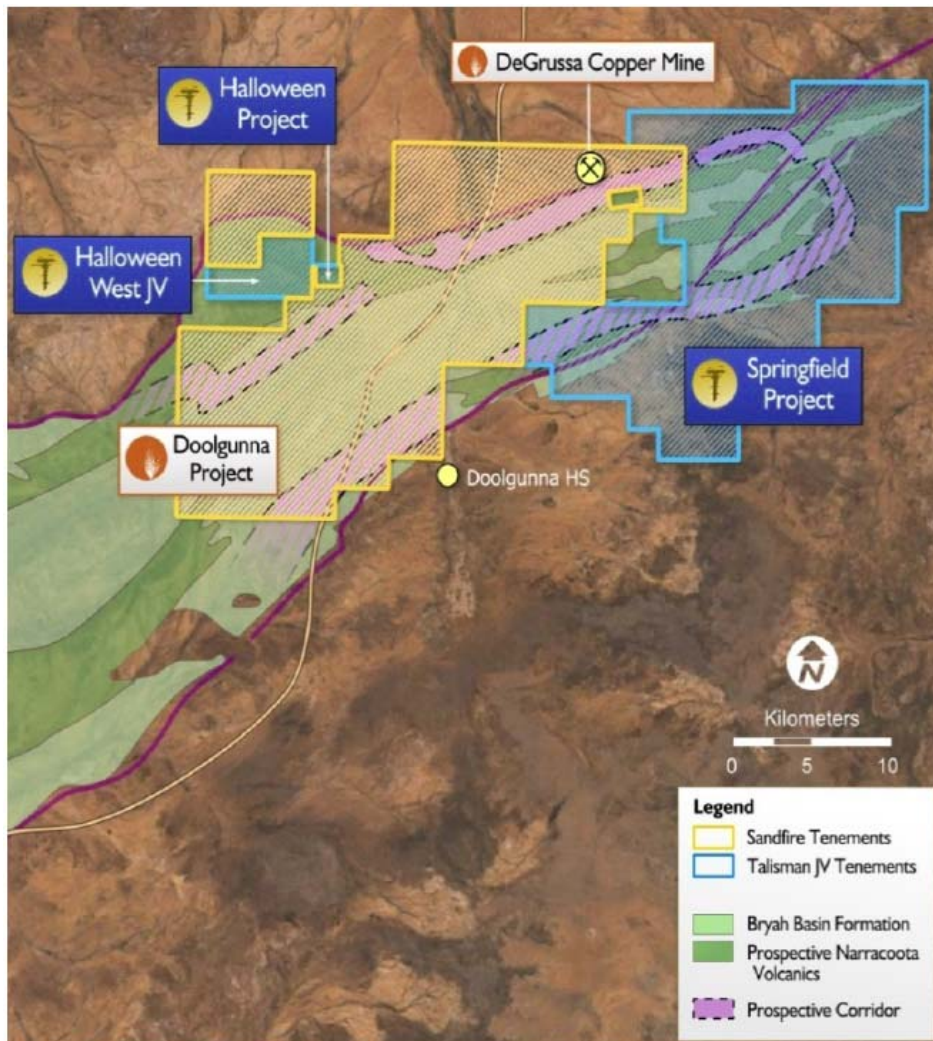 DeGrussa Copper Mine
Halloween
Project
Halloween
West JV
Springfield
Project
Doolgunna
Project
Doolgunna HS
N
Kilometers
0 5 10
Legend
Sandfire Tenements
Talisman JV Tenements
Bryah Basin Formation
Prospective Narracoota
Volcanics
Prospective Corridor